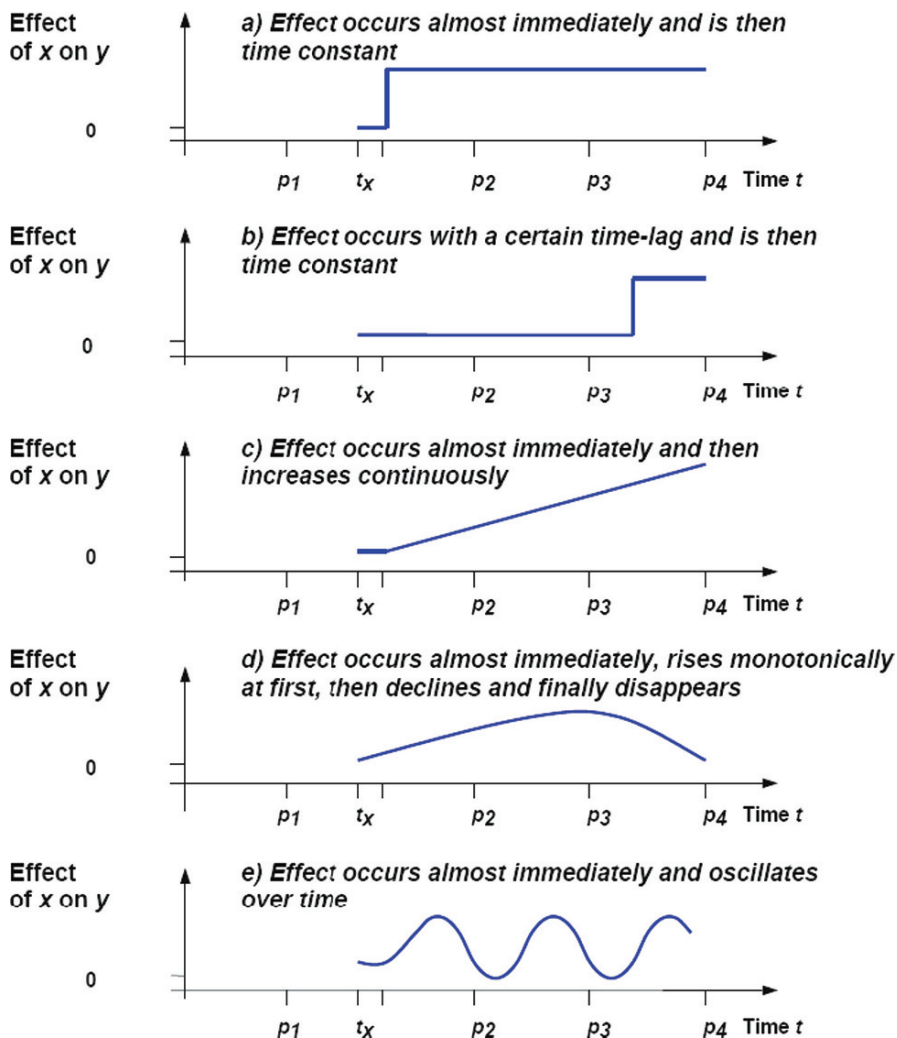 Effect
of x on y
a) Effect occurs almost immediately and is then
time constant
0
p1 tx p2 p3 p4 Time t
Effect
of x on y
b) Effect occurs with a certain time-lag and is then
time constant
0
p1 tx p2 p3 p4 Time t
Effect
of x on y
c) Effect occurs almost immediately and then
increases continuously
0
p1 tx p2 p3 p4 Time t
Effect
of x on y
d) Effect occurs almost immediately, rises monotonically
at first, then declines and finally disappears
0
p1 tx p2 p3 p4 Time t
Effect
of x on y
e) Effect occurs almost immediately and oscillates
over time
0
p1 tx p2 p3 p4 Time t